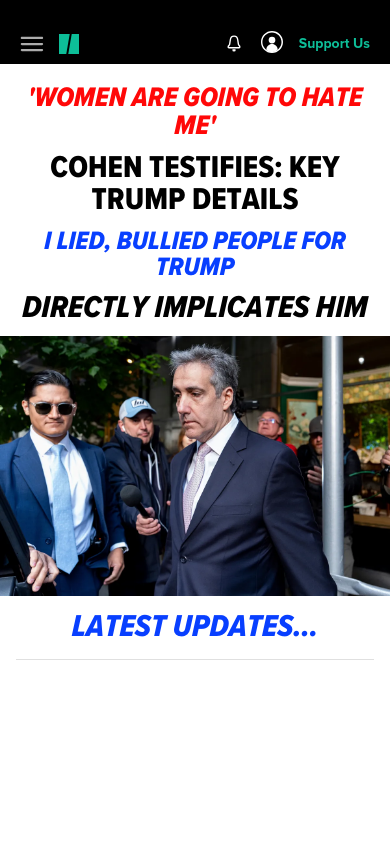 Support Us
'WOMEN ARE GOING TO HATE
ME'
COHEN TESTIFIES: KEY
TRUMP DETAILS
I LIED, BULLIED PEOPLE FOR
TRUMP
DIRECTLY IMPLICATES HIM
LATEST UPDATES...